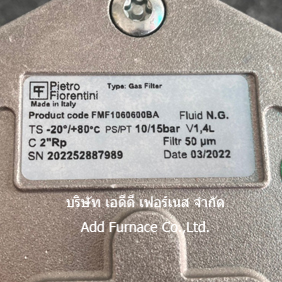 Pietro
Fiorentini
Type: Gas Filter
Made in Italy
Product code FMF1060600BA Fluid N.G.
TS -20°/+80°C PS/PT 10/15bar V1,4L
C 2"Rp Filtr 50 µm
SN 202252887989 Date 03/2022
บริษัท เอดีดี เฟอร์เนส จำกัด
Add Furnace Co.,Ltd.